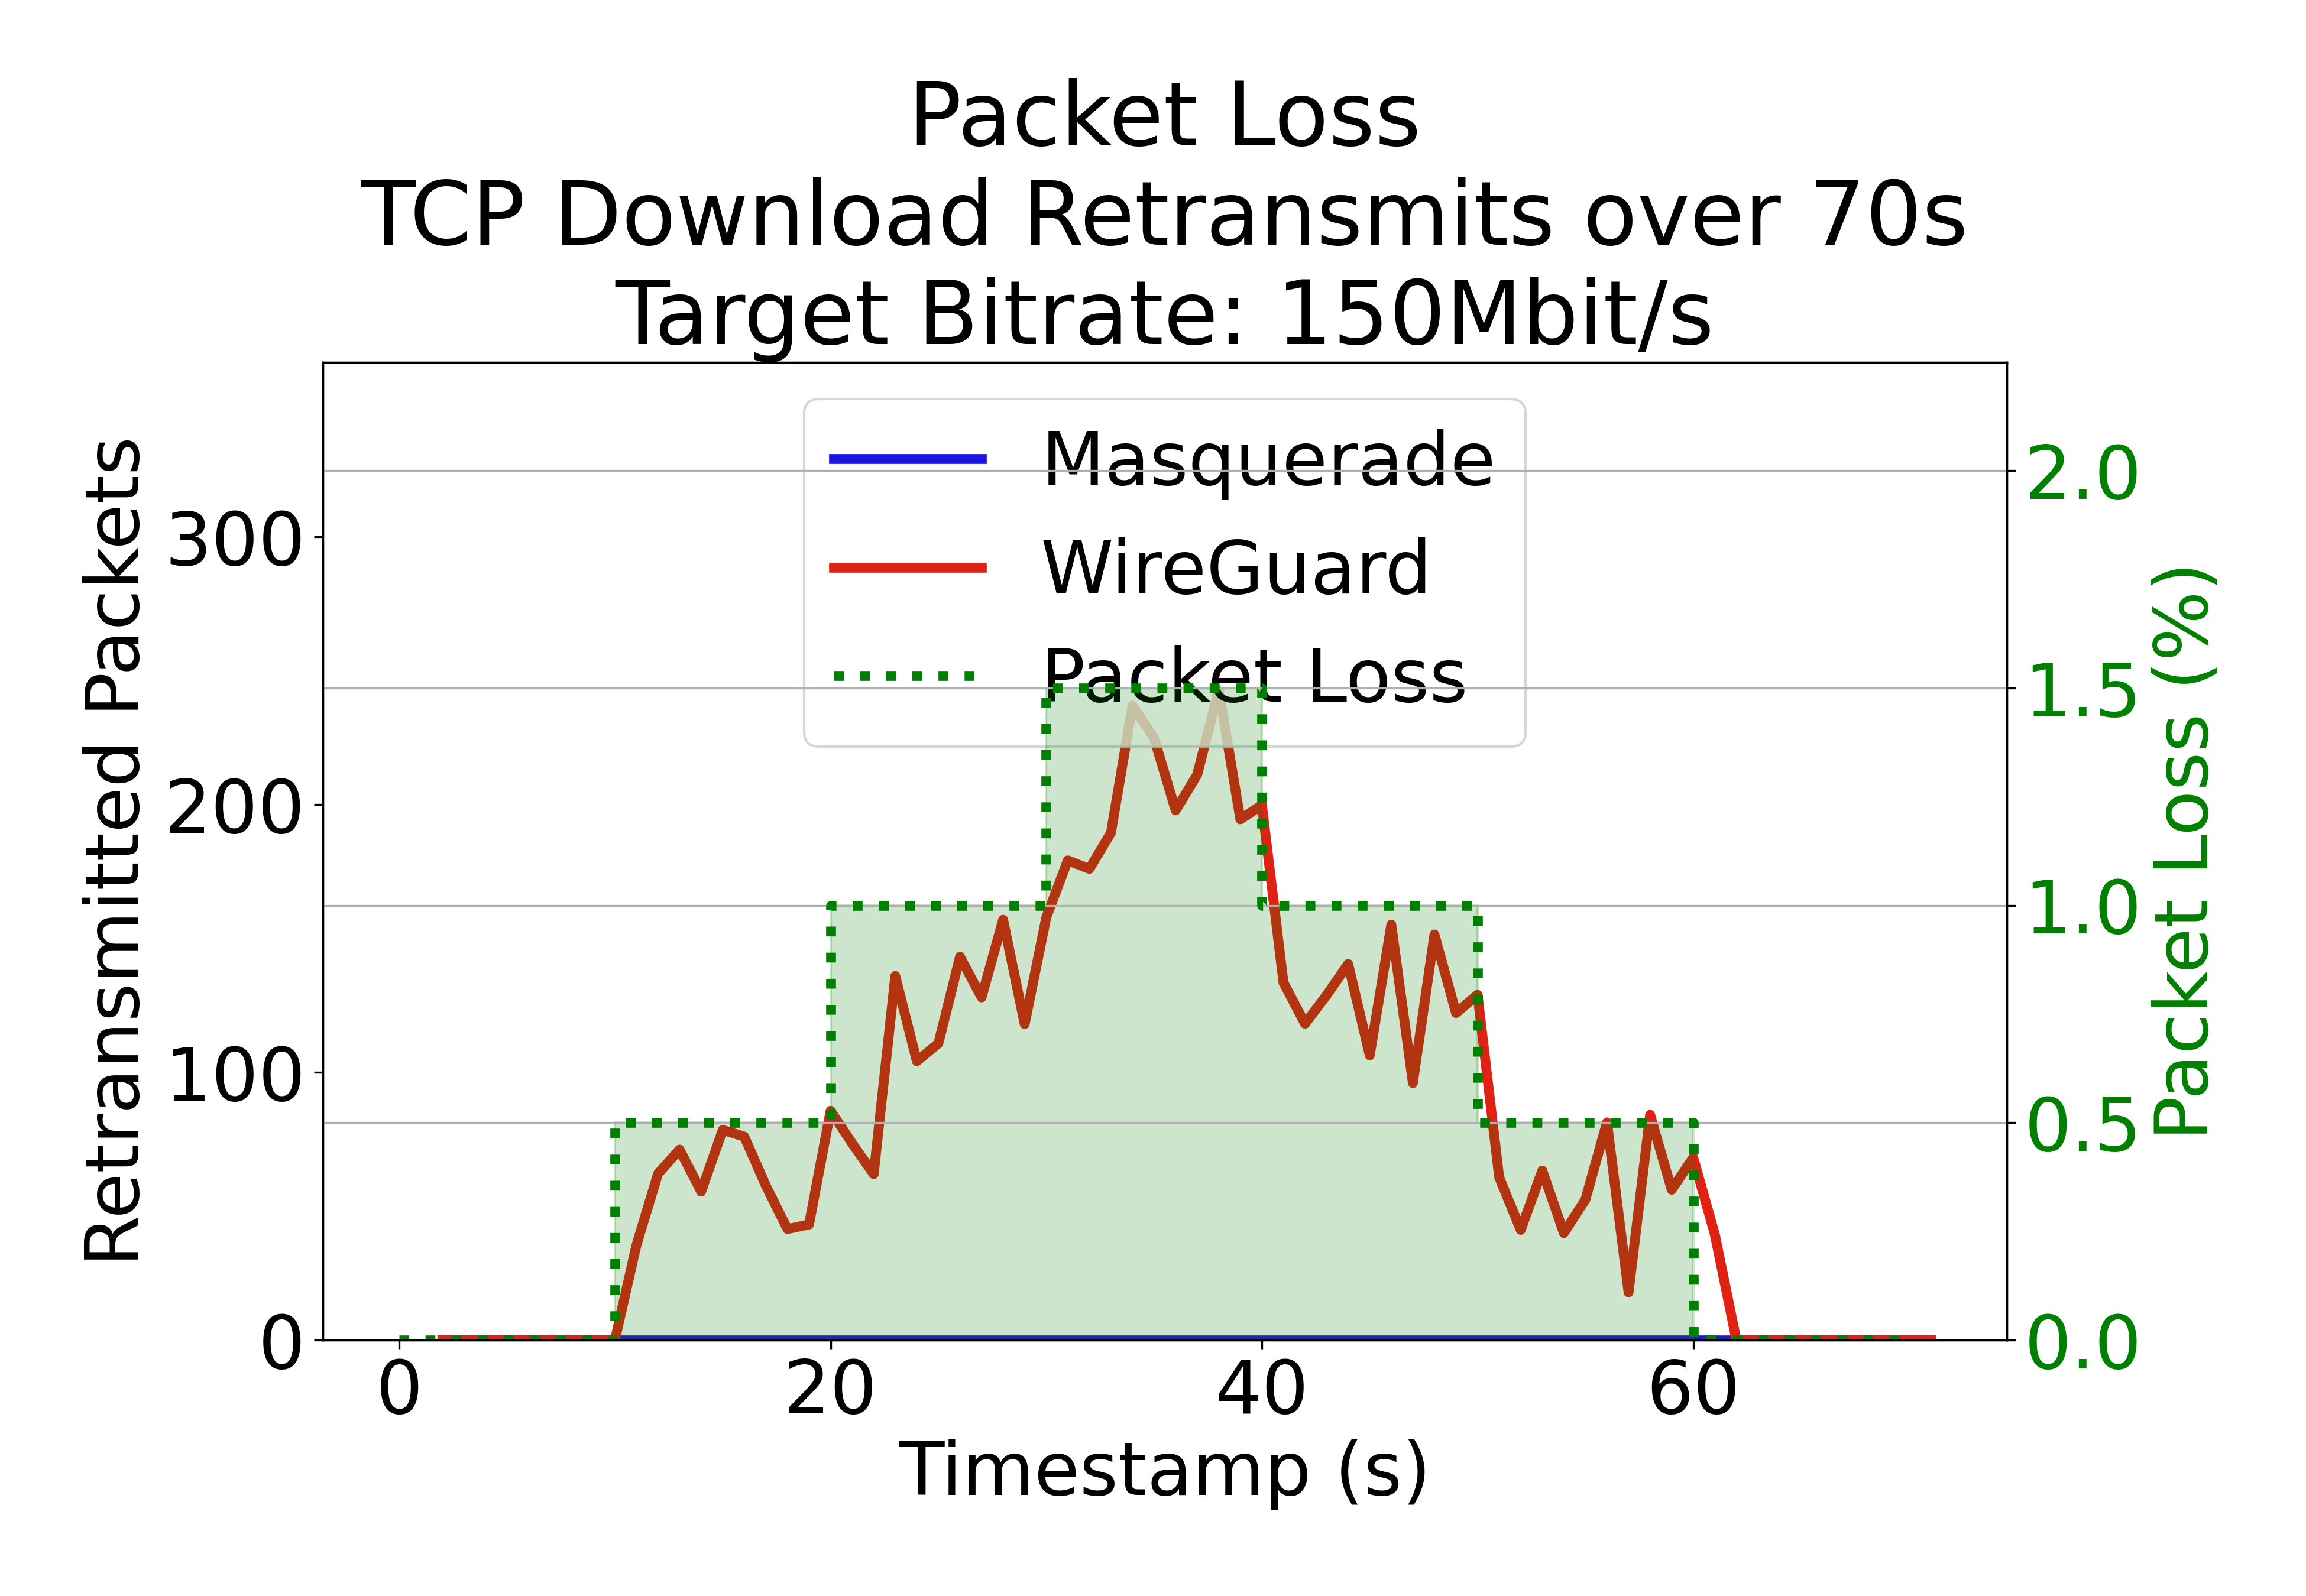 Packet Loss
TCP Download Retransmits over 70s
Target Bitrate: 150Mbit/s
Masquerade
WireGuard
Packet Loss
Retransmitted Packets
300
200
100
0
2.0
1.5
1.0
0.5
0.0
Packet Loss (%)
0 20 40 60
Timestamp (s)